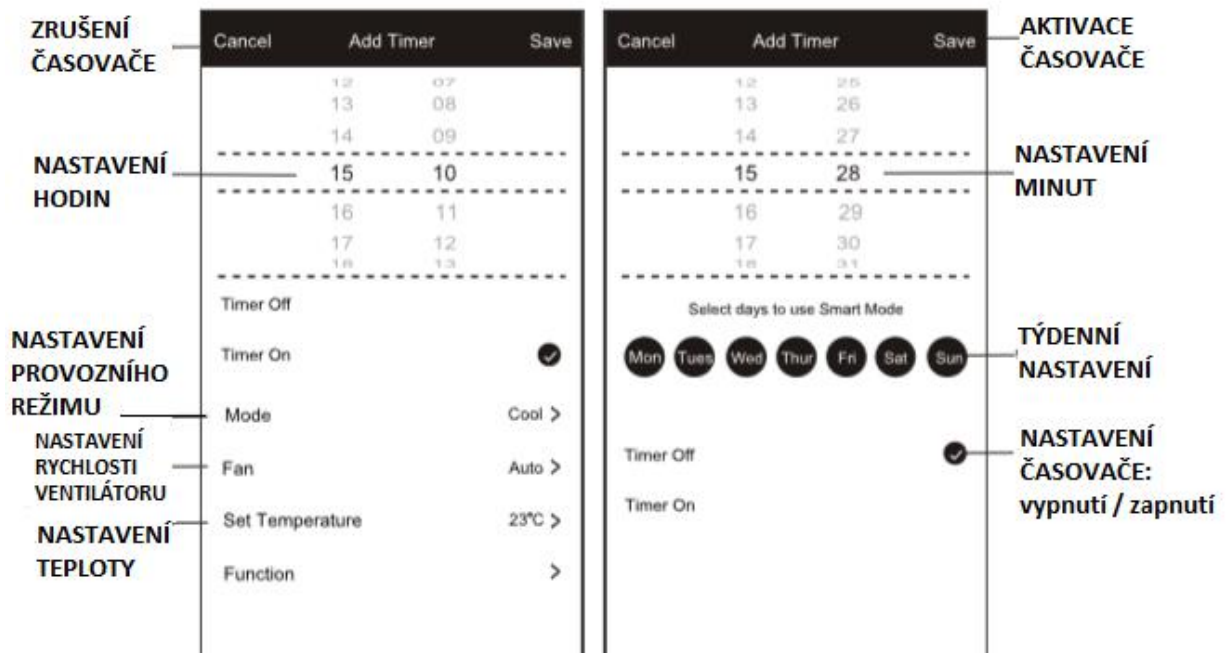 ZRUŠENÍ
ČASOVAČE
Cancel Add Timer Save
12 07
13 08
14 09
NASTAVENÍ
HODIN
15 10
16 11
17 12
18 13
Timer Off
Timer On
NASTAVENÍ
PROVOZNÍHO
REŽIMU
Mode Cool >
NASTAVENÍ
RYCHLOSTI
VENTILÁTORU
Fan Auto >
NASTAVENÍ
TEPLOTY
Set Temperature 23°C >
Function >
Cancel Add Timer Save
AKTIVACE
ČASOVAČE
12 25
13 26
14 27
15 28
NASTAVENÍ
MINUT
16 29
17 30
18 31
Select days to use Smart Mode
Mon Tues Wed Thur Fri Sat Sun
TÝDENNÍ
NASTAVENÍ
Timer Off
NASTAVENÍ
ČASOVAČE:
vypnutí / zapnutí
Timer On